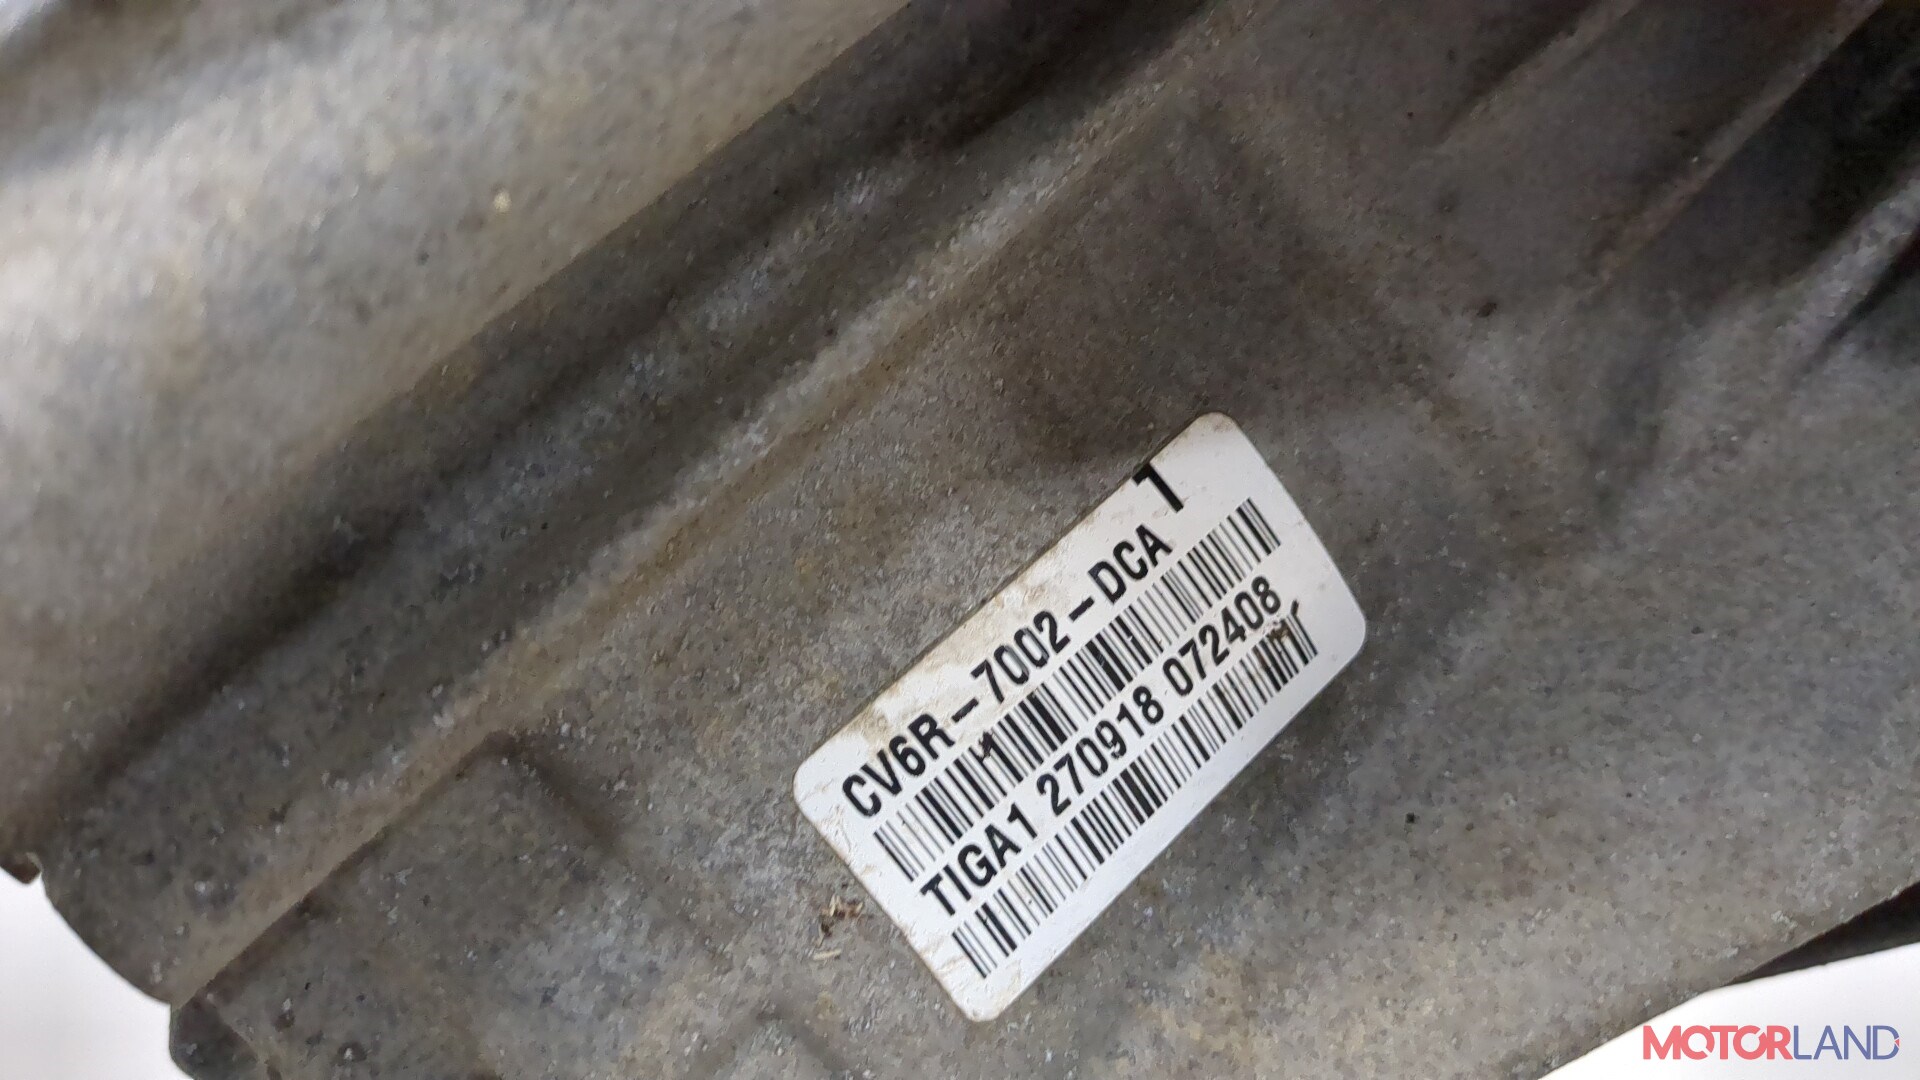 1
CV6R-7002-DCA
TIGA1 270918 072408
MOTORLAND